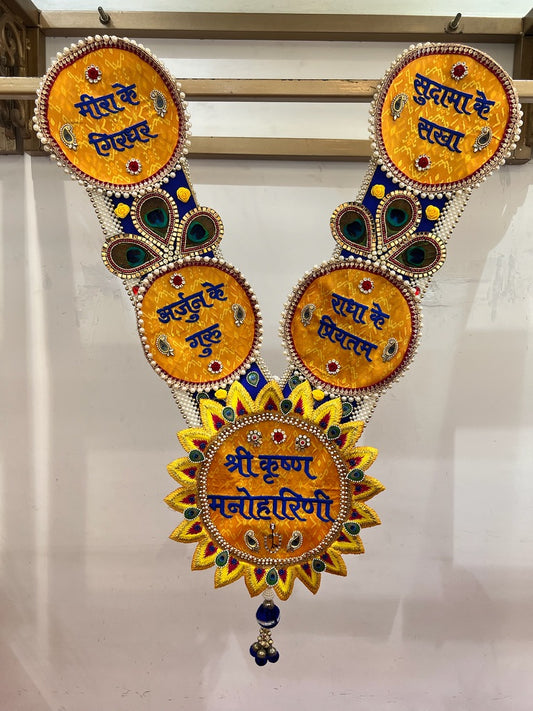 मीरा के
गिरधर
सुदामा के
सखा
अर्जुन के
गुरु
राधा के
प्रियतम
श्री कृष्ण
मनोहारिणी